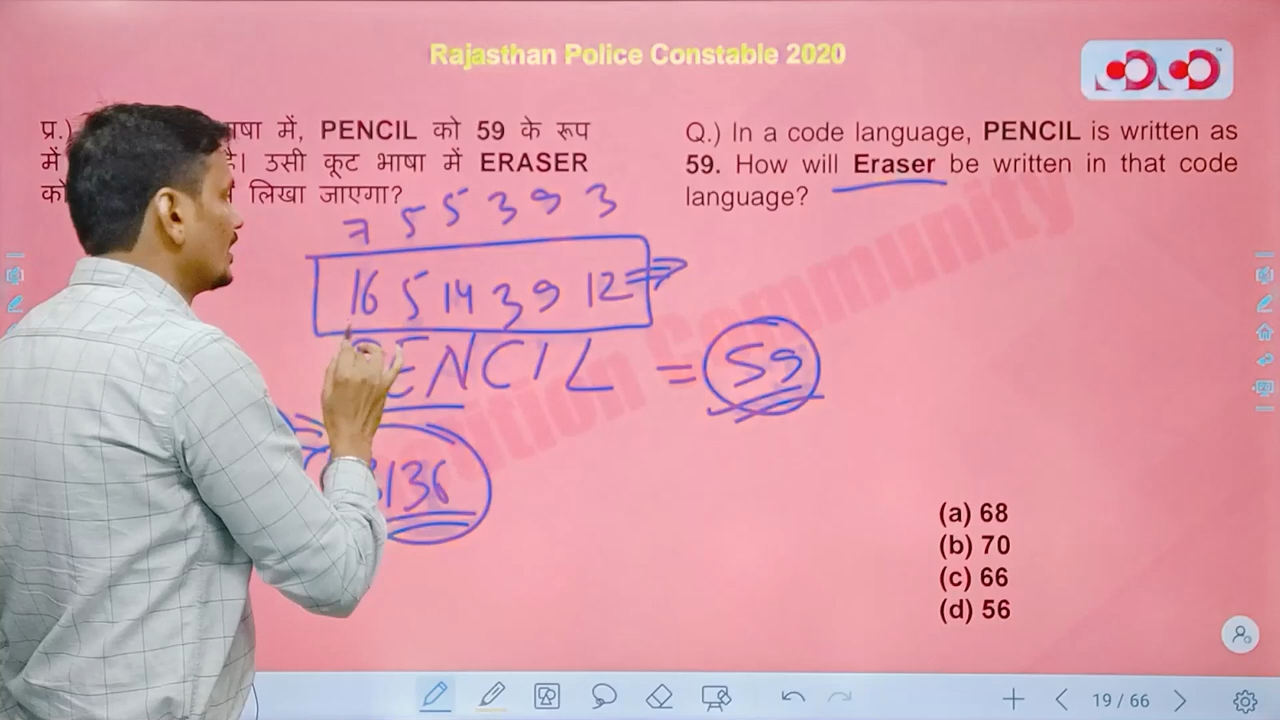 Rajasthan Police Constable 2020
प्र.) भाषा में, PENCIL को 59 के रूप
में है। उसी कूट भाषा में ERASER
को लिखा जाएगा?
Q.) In a code language, PENCIL is written as
59. How will Eraser be written in that code
language?
7 5 5 3 9 3
16 5 14 3 9 12
PENCIL = 59
136
(a) 68
(b) 70
(c) 66
(d) 56
19 / 66